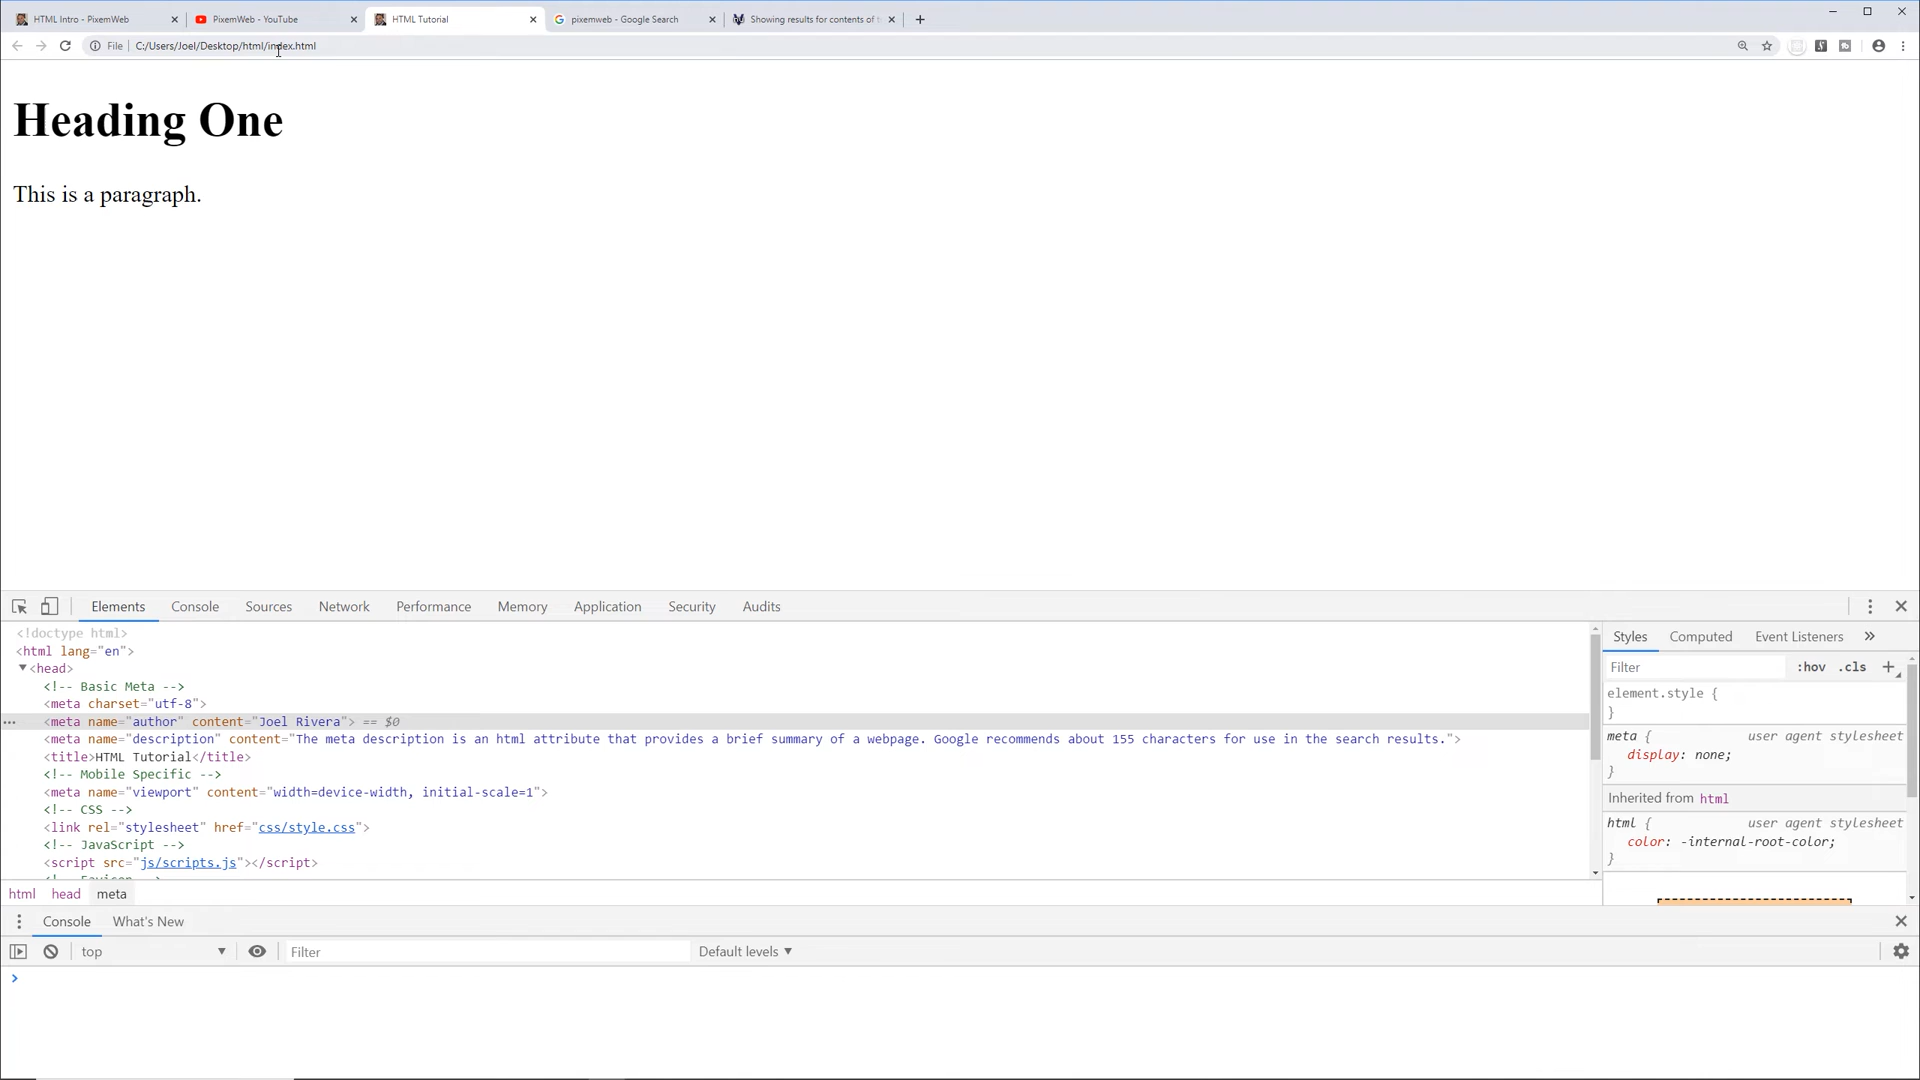 HTML Intro - PixemWeb
PixemWeb - YouTube
HTML Tutorial
pixemweb - Google Search
Showing results for contents of
File
C:/Users/Joel/Desktop/html/index.html
Heading One
This is a paragraph.
Elements Console Sources Network Performance Memory Application Security Audits
<!doctype html>
<html lang="en">
<head>
<!-- Basic Meta -->
<meta charset="utf-8">
<meta name="author" content="Joel Rivera"> == $0
<meta name="description" content="The meta description is an html attribute that provides a brief summary of a webpage. Google recommends about 155 characters for use in the search results.">
<title>HTML Tutorial</title>
<!-- Mobile Specific -->
<meta name="viewport" content="width=device-width, initial-scale=1">
<!-- CSS -->
<link rel="stylesheet" href="css/style.css">
<!-- JavaScript -->
<script src="js/scripts.js"></script>
html head meta
Styles Computed Event Listeners »
Filter :hov .cls +
element.style {
}
meta { user agent stylesheet
display: none;
}
Inherited from html
html { user agent stylesheet
color: -internal-root-color;
}
Console What's New
top Filter Default levels
>